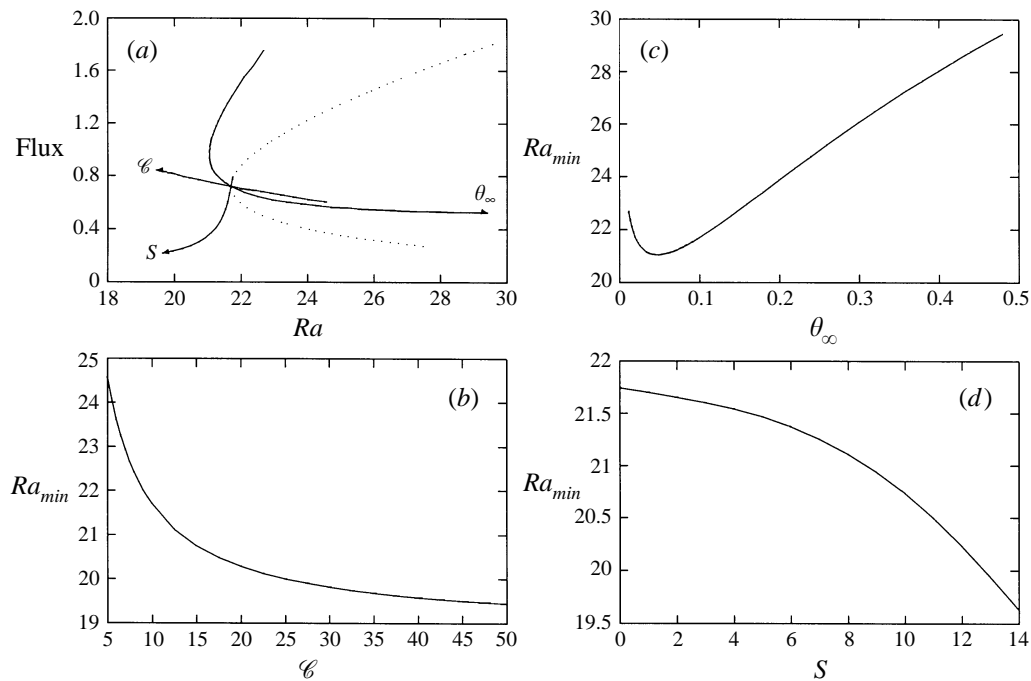 2.0
1.6
1.2
Flux
0.8
0.4
0
(a)
𝒞
S
θ∞
18 20 22 24 26 28 30
Ra
30
28
26
Ra_min
24
22
20
(c)
0 0.1 0.2 0.3 0.4 0.5
θ∞
25
24
23
Ra_min
22
21
20
19
(b)
5 10 15 20 25 30 35 40 45 50
𝒞
22
21.5
21
Ra_min
20.5
20
19.5
(d)
0 2 4 6 8 10 12 14
S